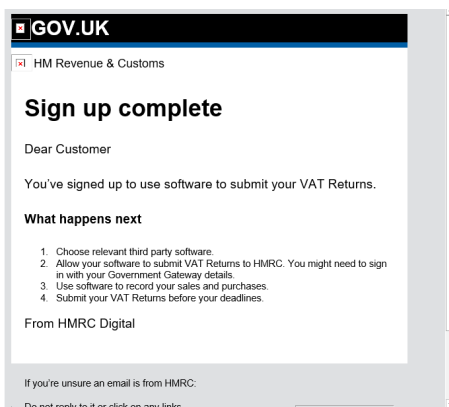 GOV.UK
HM Revenue & Customs
Sign up complete
Dear Customer
You've signed up to use software to submit your VAT Returns.
What happens next
1. Choose relevant third party software.
2. Allow your software to submit VAT Returns to HMRC. You might need to sign
in with your Government Gateway details.
3. Use software to record your sales and purchases.
4. Submit your VAT Returns before your deadlines.
From HMRC Digital
If you're unsure an email is from HMRC:
Do not reply to it or click on any links